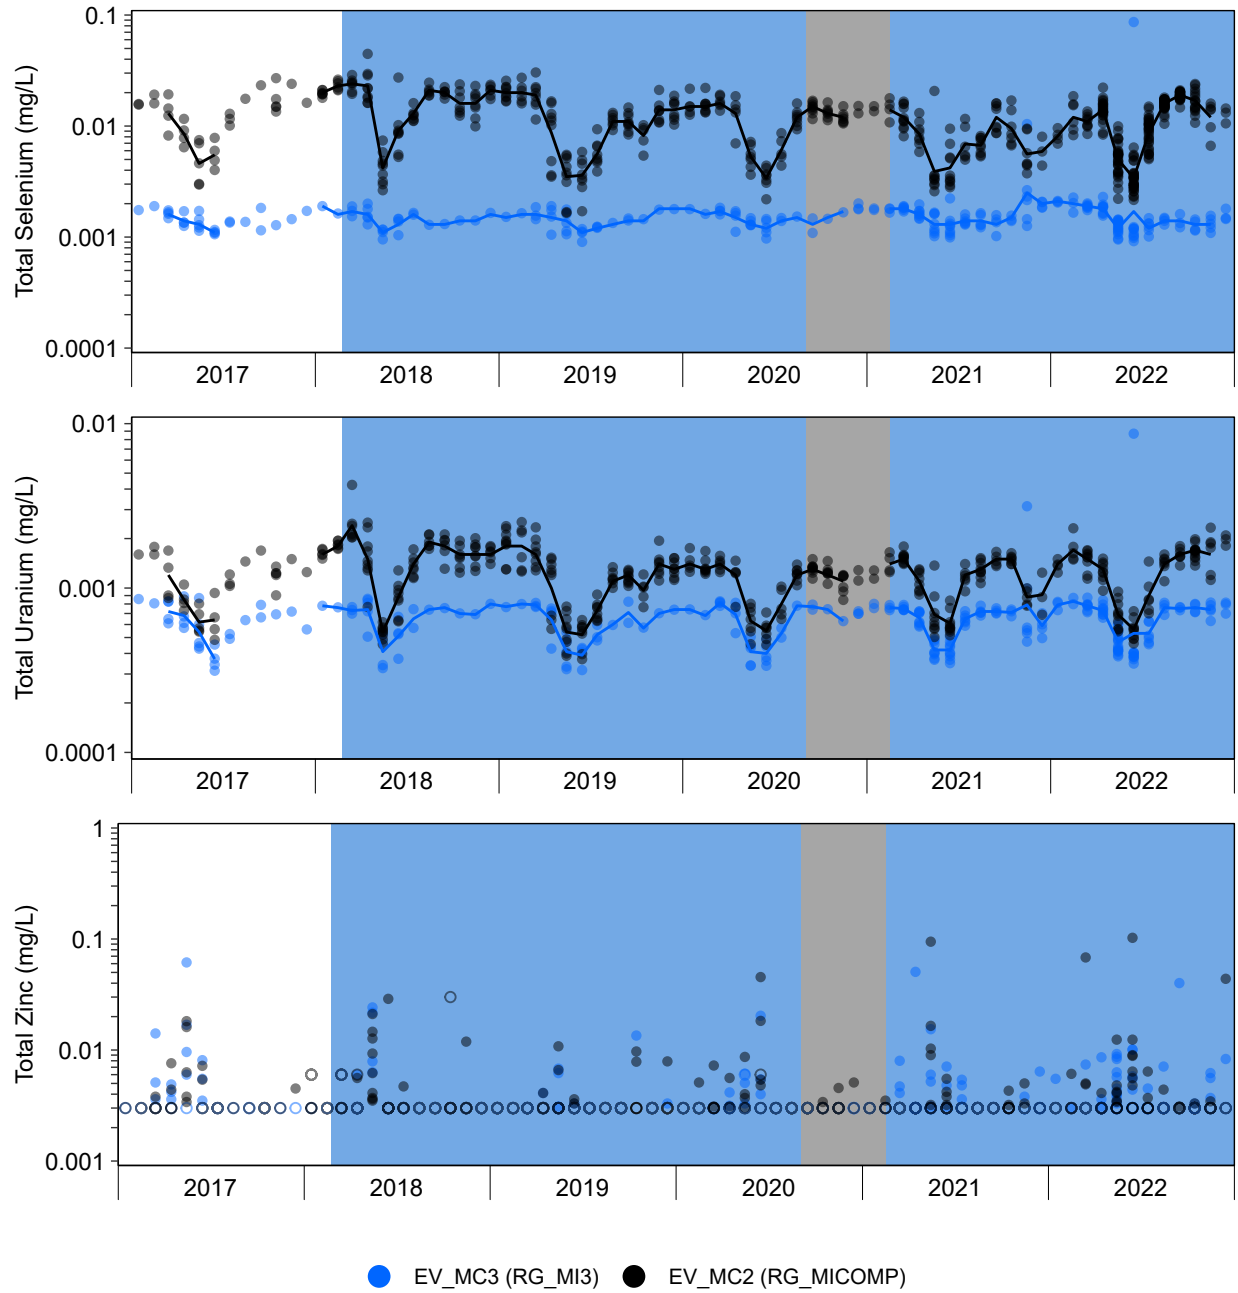 Total Selenium (mg/L)
0.1
0.01
0.001
0.0001
2017 2018 2019 2020 2021 2022
Total Uranium (mg/L)
0.01
0.001
0.0001
2017 2018 2019 2020 2021 2022
Total Zinc (mg/L)
1
0.1
0.01
0.001
2017 2018 2019 2020 2021 2022
EV_MC3 (RG_MI3) EV_MC2 (RG_MICOMP)